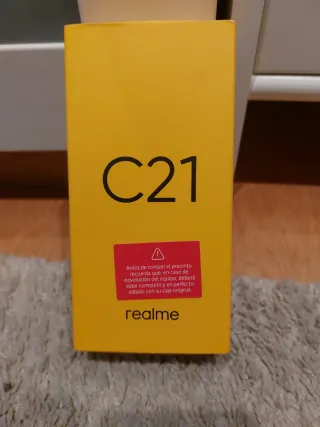 C21
Antes de romper el precinto
recuerda que: en caso de
devolución del equipo, deberá
estar completo y en perfecto
estado con su caja original.
realme